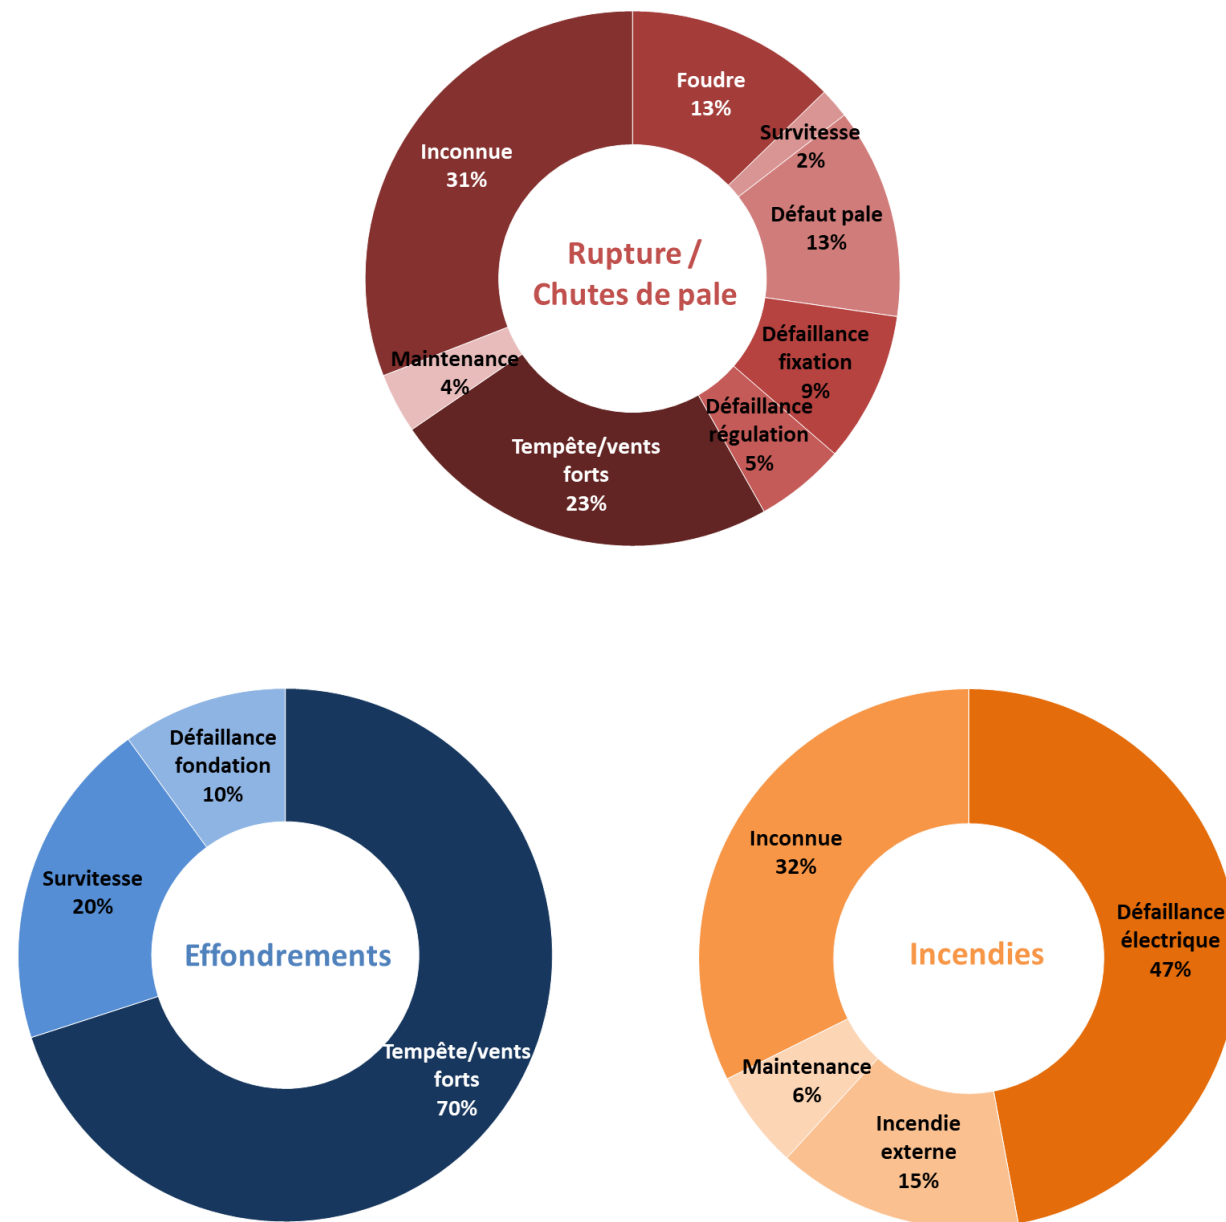 Foudre
13%
Survitesse
2%
Inconnue
31%
Défaut pale
13%
Rupture /
Chutes de pale
Défaillance
fixation
9%
Maintenance
4%
Défaillance
régulation
5%
Tempête/vents
forts
23%
Défaillance
fondation
10%
Survitesse
20%
Effondrements
Tempête/vents
forts
70%
Inconnue
32%
Défaillance
électrique
47%
Incendies
Maintenance
6%
Incendie
externe
15%